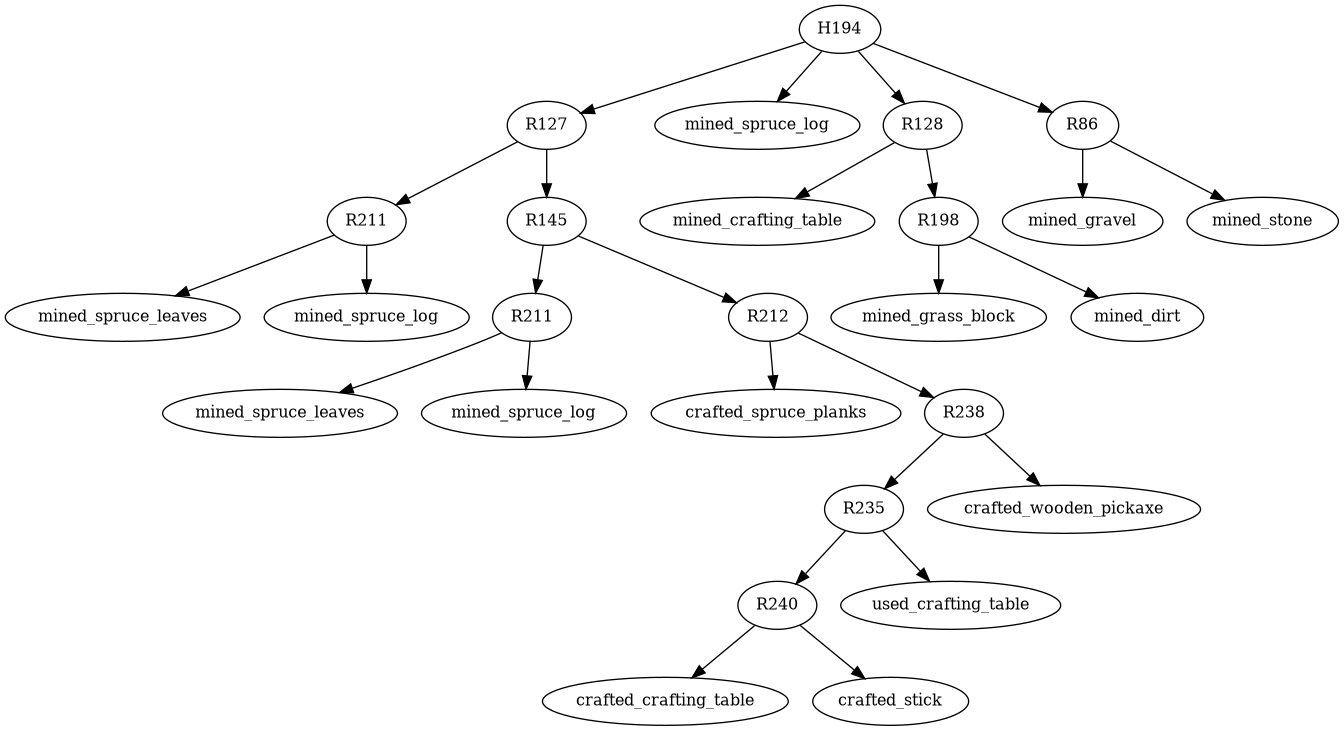 H194
R127
mined_spruce_log
R128
R86
R211
R145
mined_crafting_table
R198
mined_gravel
mined_stone
mined_spruce_leaves
mined_spruce_log
R211
R212
mined_grass_block
mined_dirt
mined_spruce_leaves
mined_spruce_log
crafted_spruce_planks
R238
R235
crafted_wooden_pickaxe
R240
used_crafting_table
crafted_crafting_table
crafted_stick